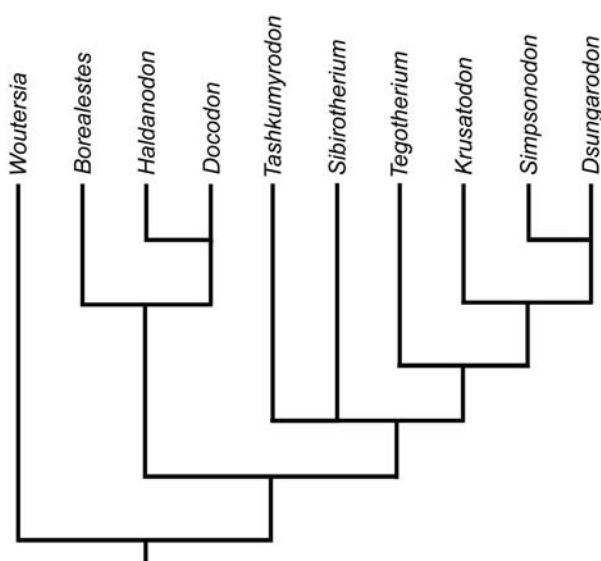 Woutersia
Borealestes
Haldanodon
Docodon
Tashkumyrodon
Sibirotherium
Tegotherium
Krusatodon
Simpsonodon
Dsungarodon